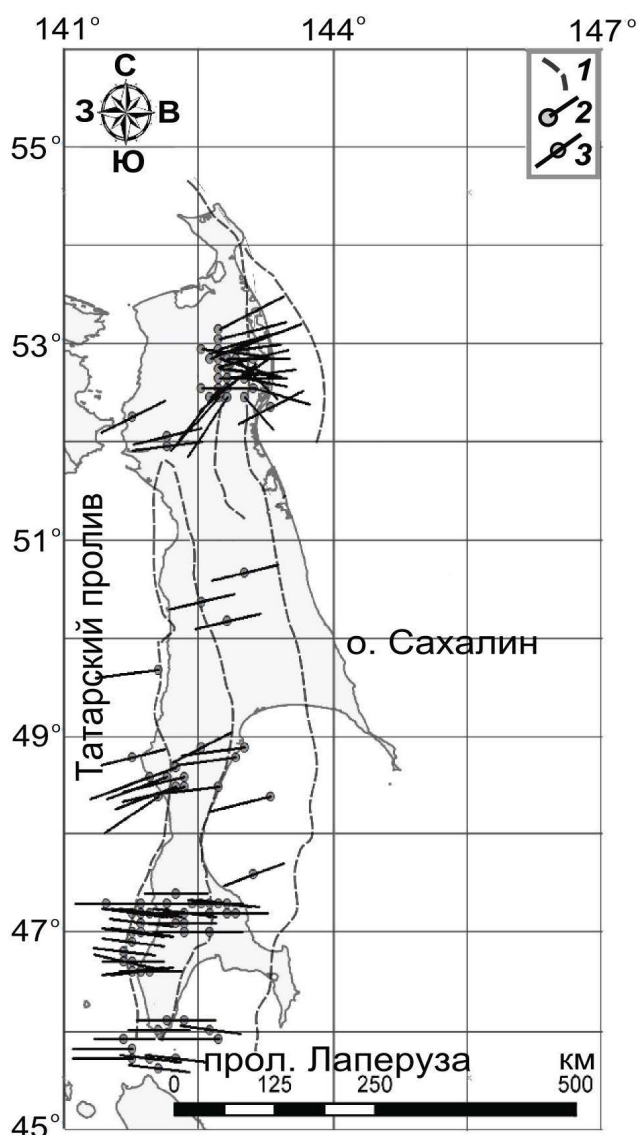 141° 144° 147°
С
З В
Ю
1
2
3
55°
53°
51°
Татарский пролив
о. Сахалин
49°
47°
прол. Лаперуза км
0 125 250 500
45°